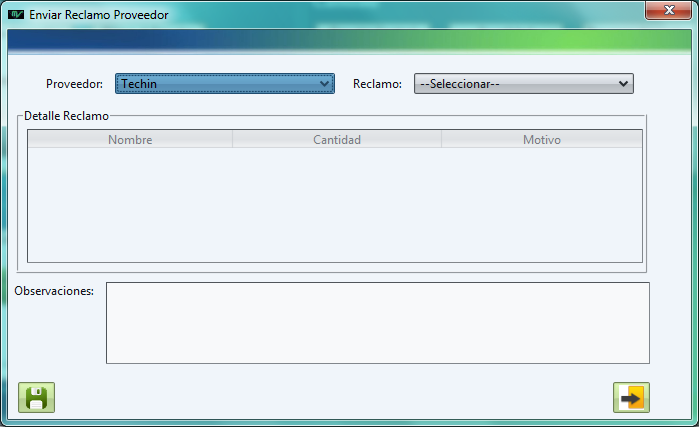 Enviar Reclamo Proveedor
Proveedor: Techin Reclamo: --Seleccionar--
Detalle Reclamo
Nombre Cantidad Motivo
Observaciones: